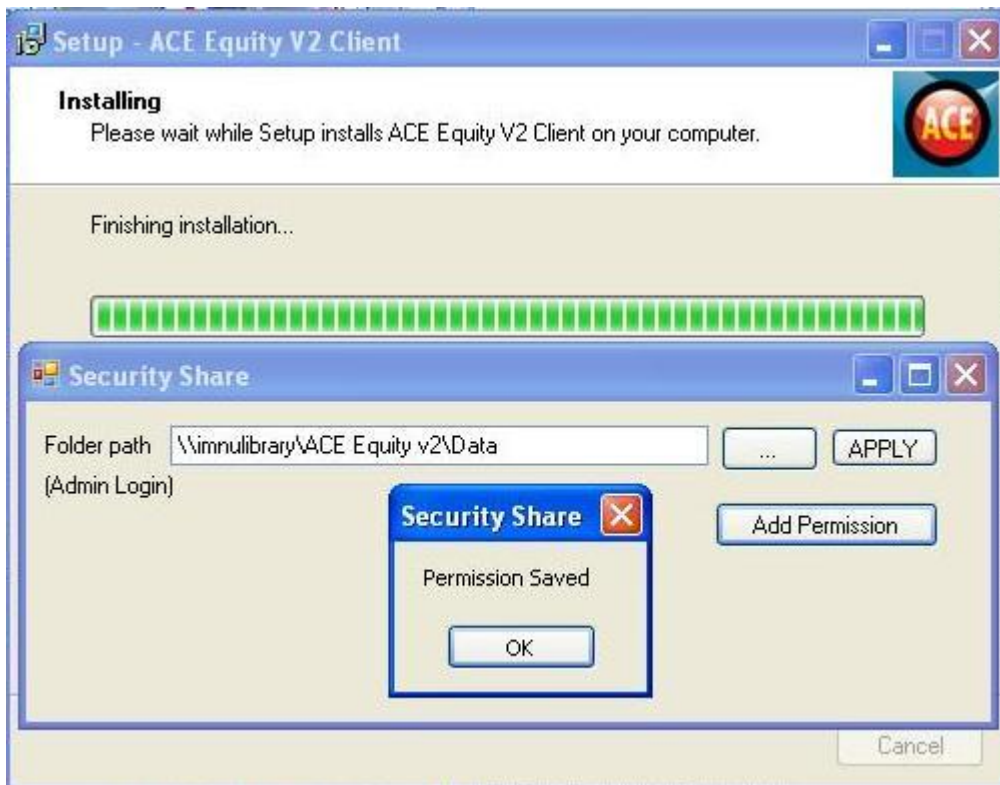 Setup - ACE Equity V2 Client
Installing
Please wait while Setup installs ACE Equity V2 Client on your computer.
ACE
Finishing installation...
Security Share
Folder path \\imnulibrary\ACE Equity v2\Data ... APPLY
(Admin Login)
Add Permission
Security Share
Permission Saved
OK
Cancel